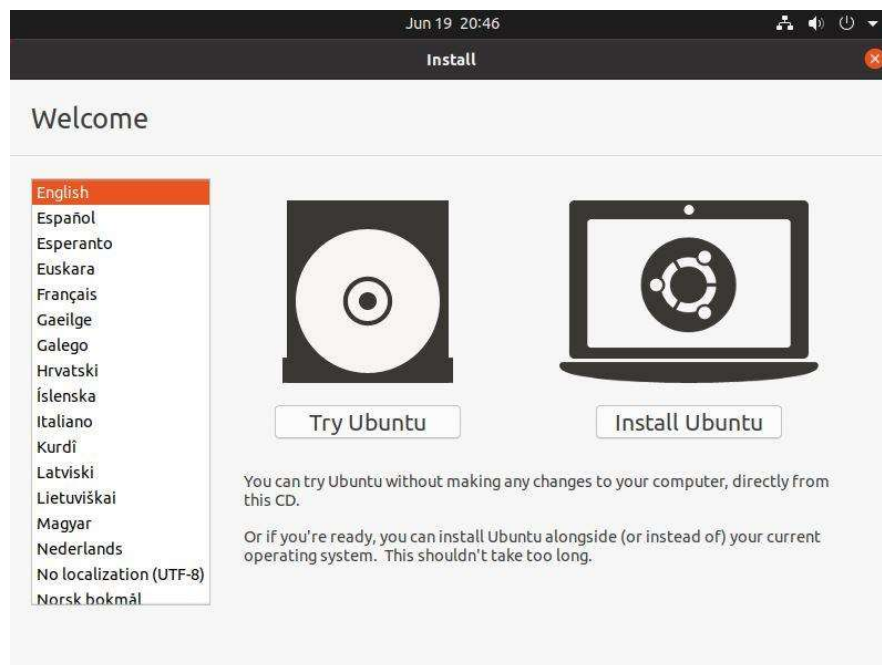 Jun 19 20:46
Install
Welcome
English
Español
Esperanto
Euskara
Français
Gaeilge
Galego
Hrvatski
Íslenska
Italiano
Kurdî
Latviski
Lietuviškai
Magyar
Nederlands
No localization (UTF-8)
Norsk bokmål
Try Ubuntu
Install Ubuntu
You can try Ubuntu without making any changes to your computer, directly from
this CD.
Or if you're ready, you can install Ubuntu alongside (or instead of) your current
operating system. This shouldn't take too long.